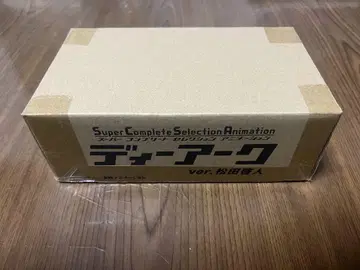 Super Complete Selection Animation
スーパー コンプリート セレクション アニメーション
ディーアーク
ver. 松田啓人